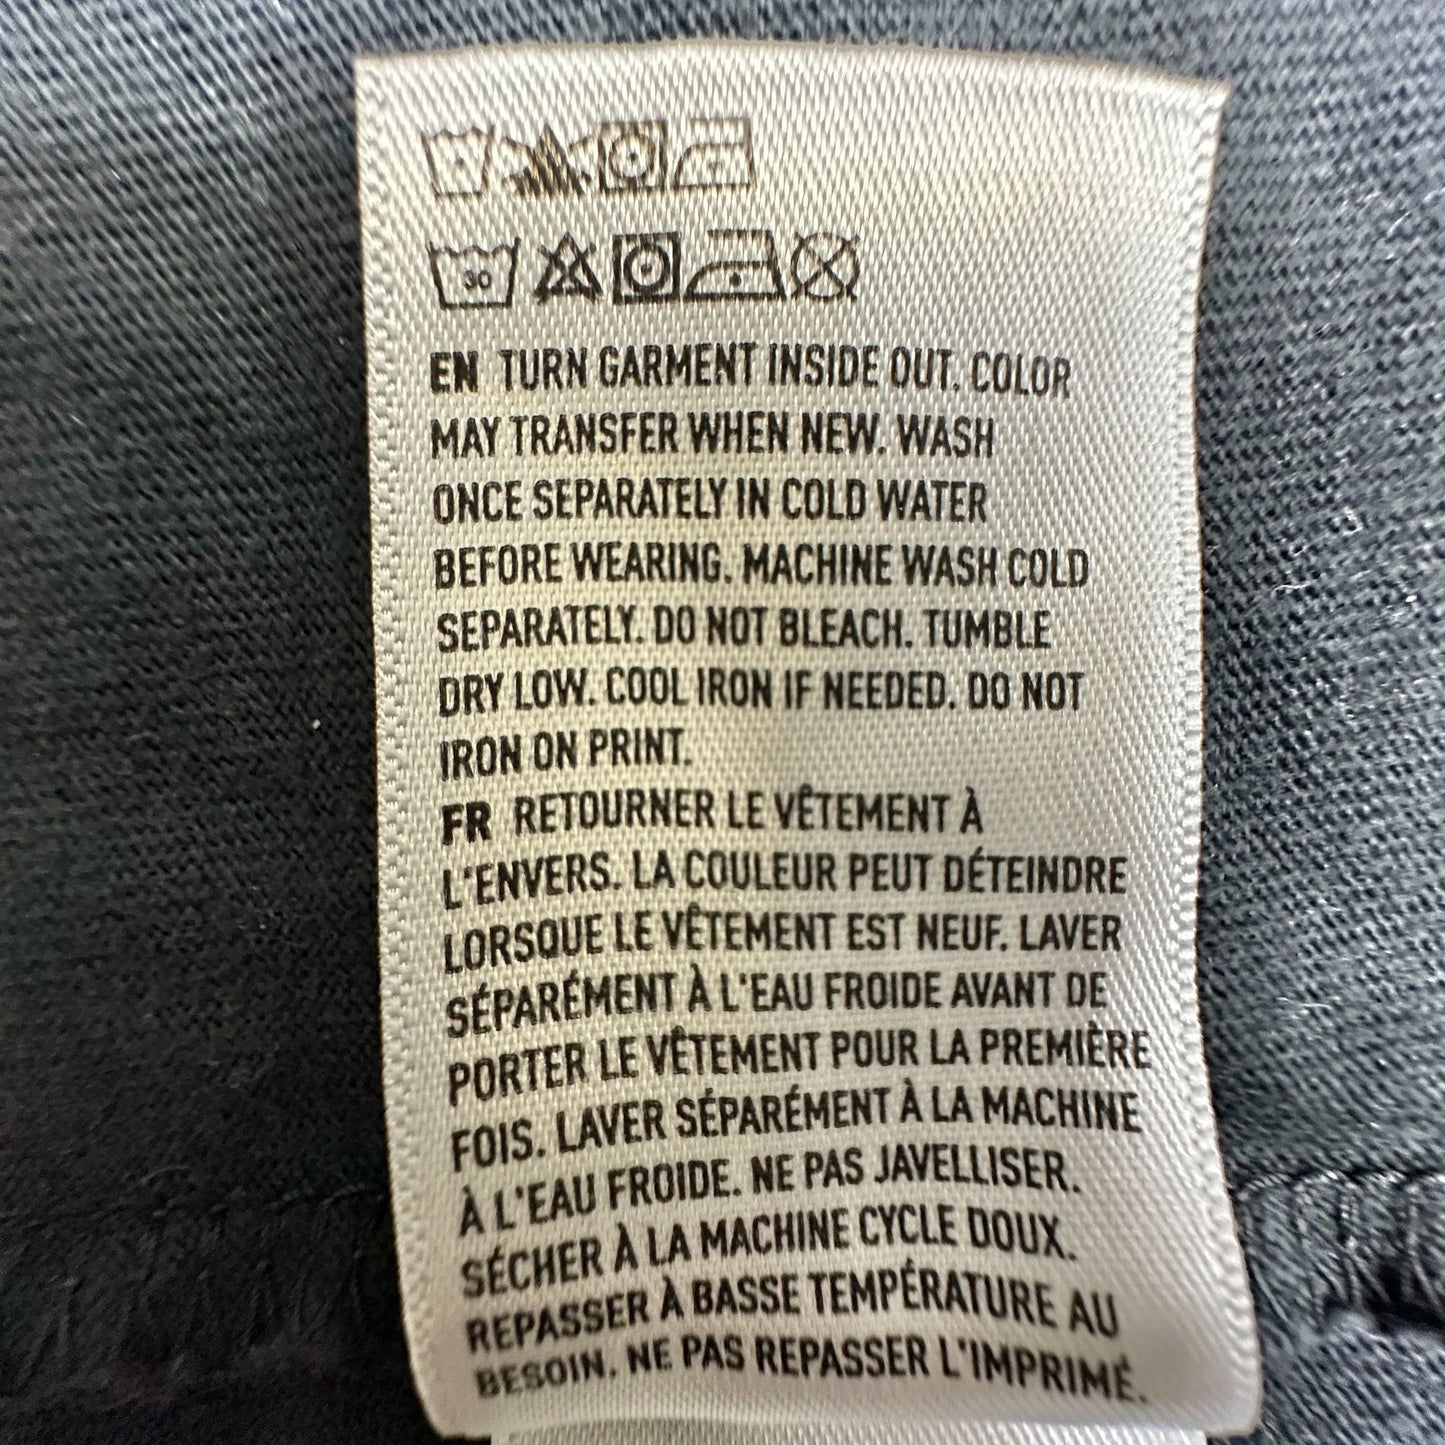 30
EN TURN GARMENT INSIDE OUT. COLOR
MAY TRANSFER WHEN NEW. WASH
ONCE SEPARATELY IN COLD WATER
BEFORE WEARING. MACHINE WASH COLD
SEPARATELY. DO NOT BLEACH. TUMBLE
DRY LOW. COOL IRON IF NEEDED. DO NOT
IRON ON PRINT.
FR RETOURNER LE VÊTEMENT À
L'ENVERS. LA COULEUR PEUT DÉTEINDRE
LORSQUE LE VÊTEMENT EST NEUF. LAVER
SÉPARÉMENT À L'EAU FROIDE AVANT DE
PORTER LE VÊTEMENT POUR LA PREMIÈRE
FOIS. LAVER SÉPARÉMENT À LA MACHINE
À L'EAU FROIDE. NE PAS JAVELLISER.
SÉCHER À LA MACHINE CYCLE DOUX.
REPASSER À BASSE TEMPÉRATURE AU
BESOIN. NE PAS REPASSER L'IMPRIMÉ.